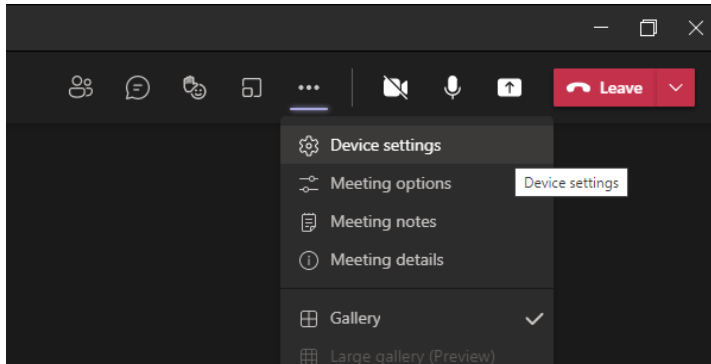 Leave
Device settings
Meeting options
Device settings
Meeting notes
Meeting details
Gallery
Large gallery (Preview)